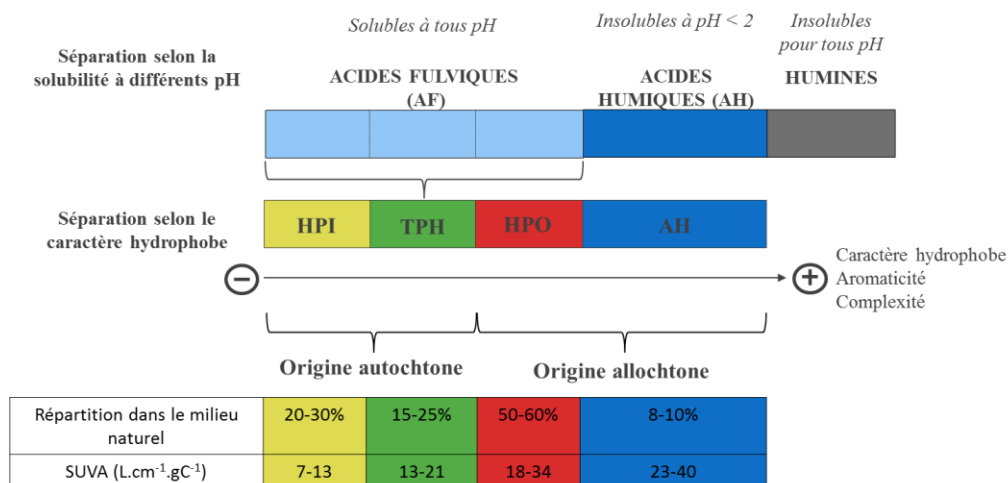 Solubles à tous pH
Insolubles à pH < 2
Insolubles
pour tous pH
Séparation selon la
solubilité à différents pH
ACIDES FULVIQUES
(AF)
ACIDES
HUMIQUES (AH)
HUMINES
Séparation selon le
caractère hydrophobe
HPI
TPH
HPO
AH
−
+
Caractère hydrophobe
Aromaticité
Complexité
Origine autochtone
Origine allochtone
Répartition dans le milieu
naturel
20-30%
15-25%
50-60%
8-10%
SUVA (L.cm⁻¹.gC⁻¹)
7-13
13-21
18-34
23-40